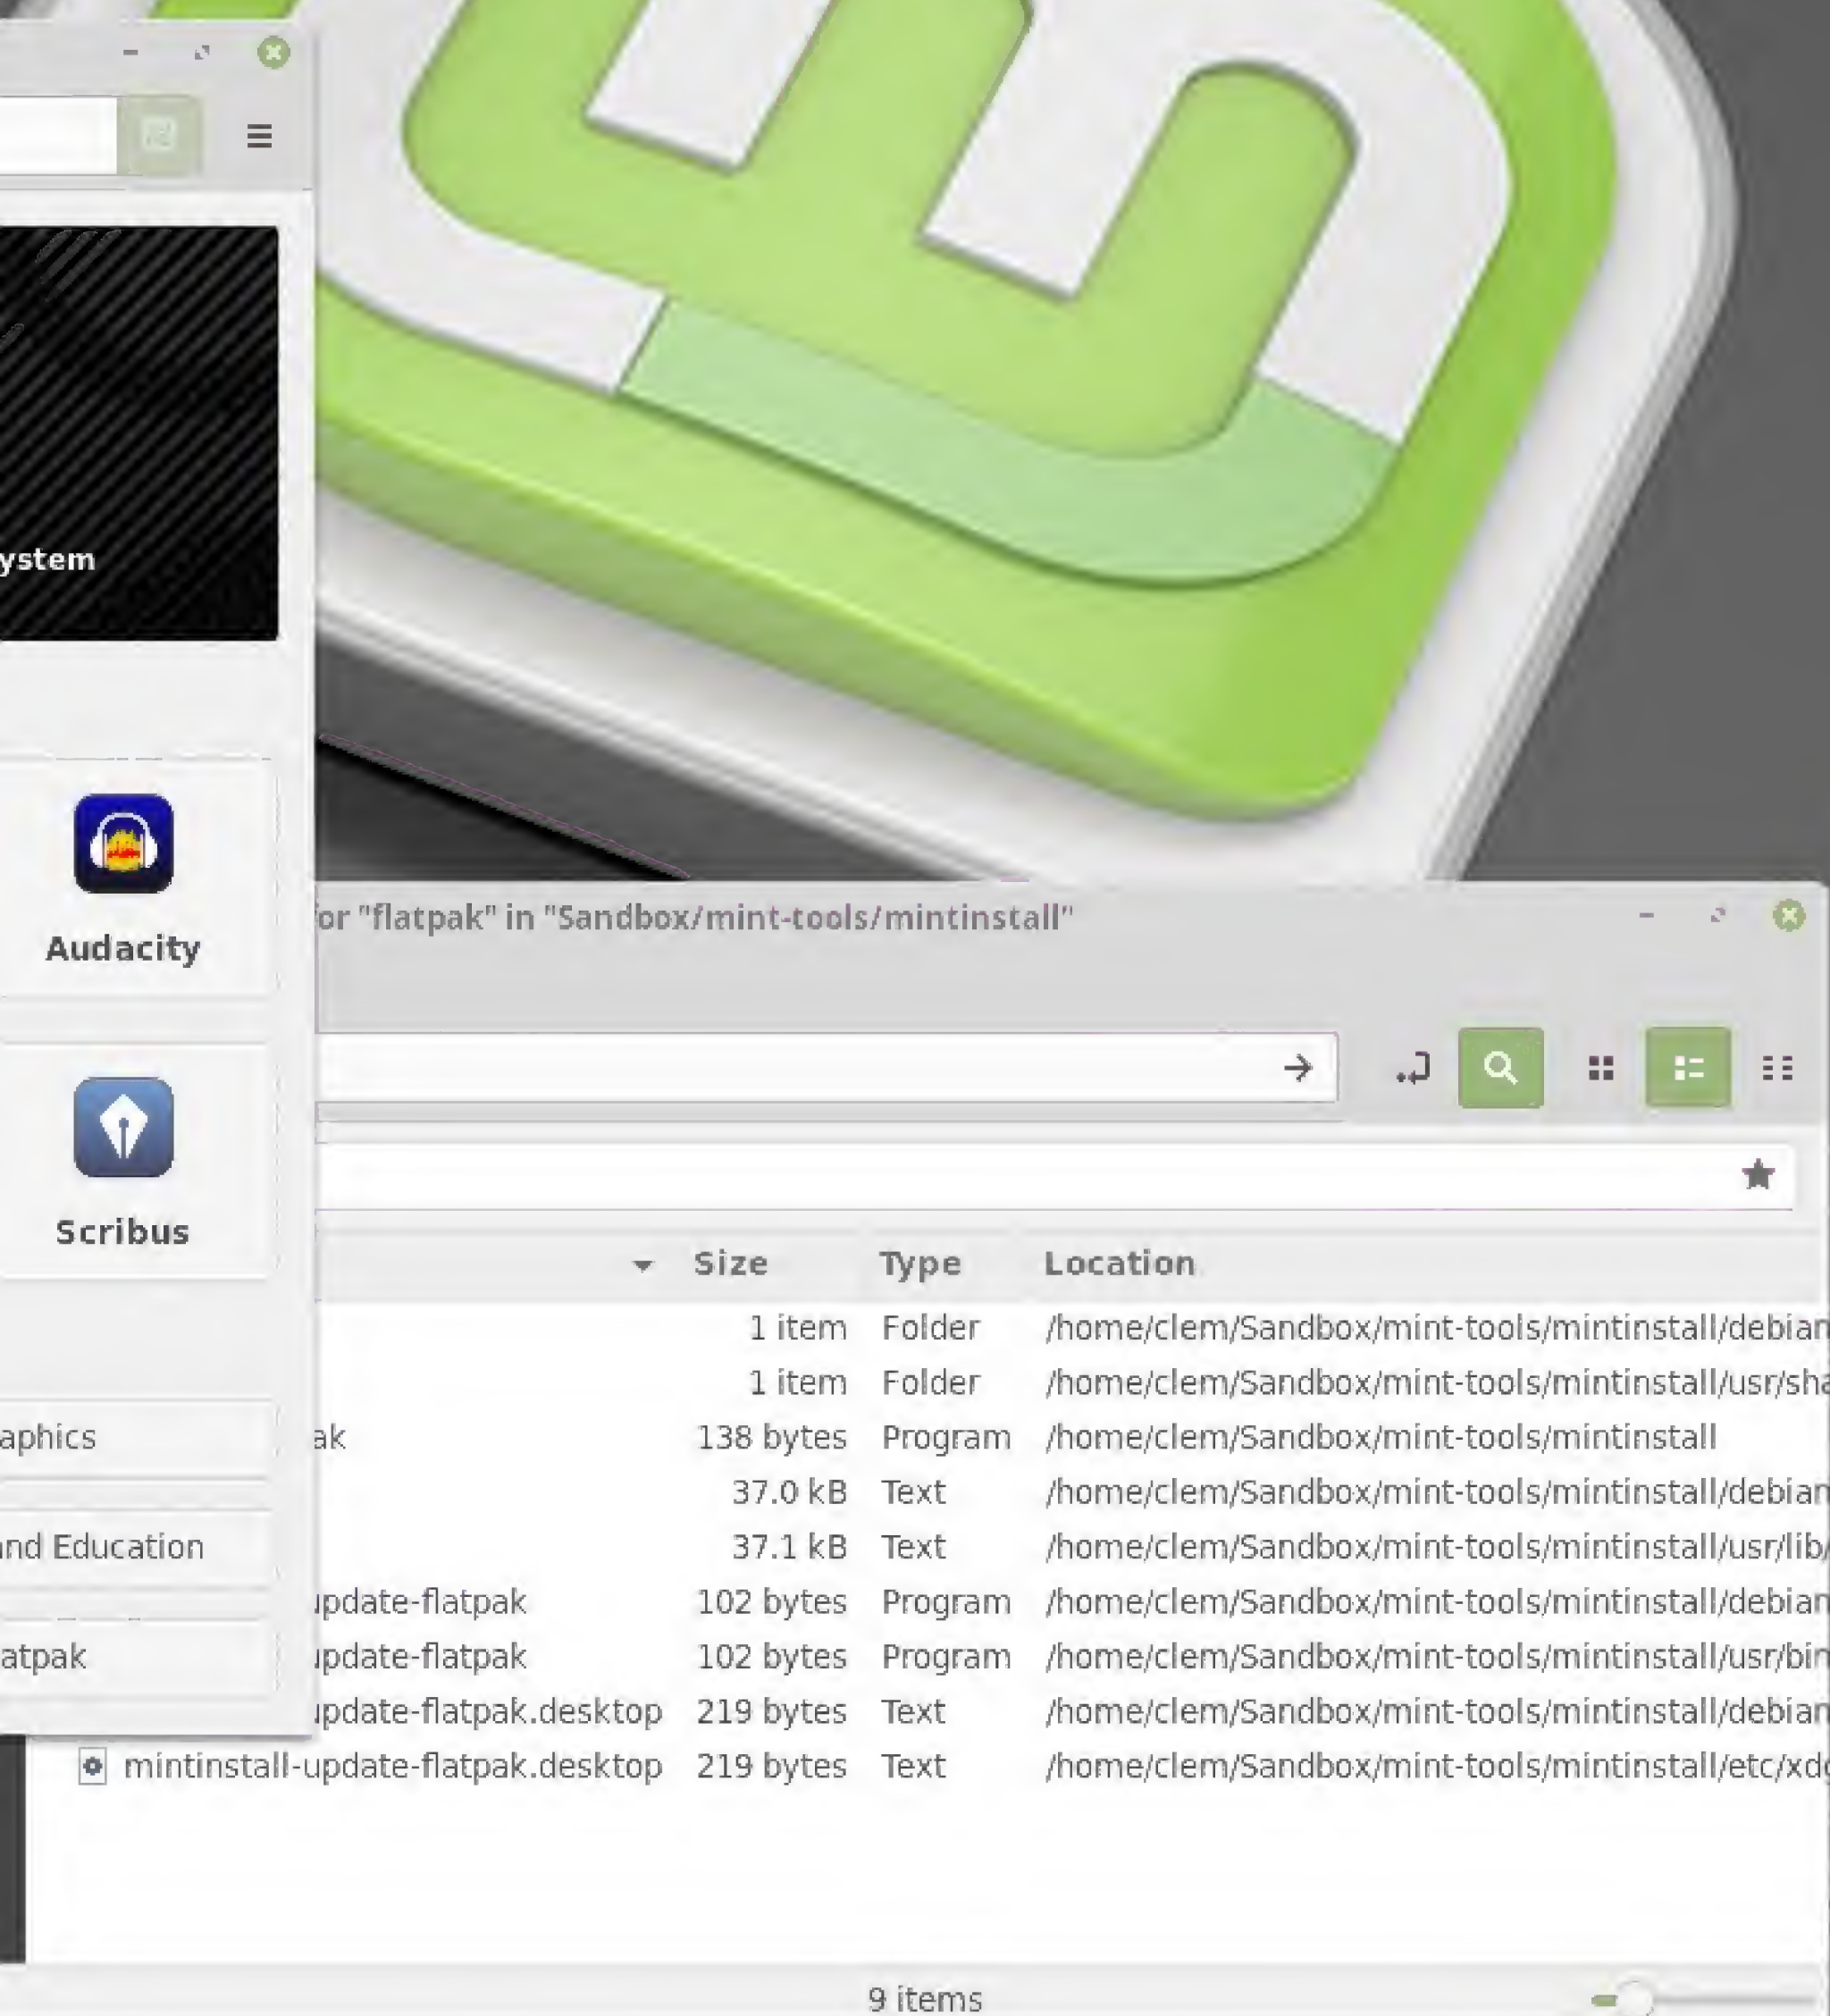 ystem
Audacity
Scribus
aphics
and Education
atpak
or "flatpak" in "Sandbox/mint-tools/mintinstall"
Size Type Location
1 item Folder /home/clem/Sandbox/mint-tools/mintinstall/debian
1 item Folder /home/clem/Sandbox/mint-tools/mintinstall/usr/sha
ak 138 bytes Program /home/clem/Sandbox/mint-tools/mintinstall
37.0 kB Text /home/clem/Sandbox/mint-tools/mintinstall/debian
37.1 kB Text /home/clem/Sandbox/mint-tools/mintinstall/usr/lib/
update-flatpak 102 bytes Program /home/clem/Sandbox/mint-tools/mintinstall/debian
update-flatpak 102 bytes Program /home/clem/Sandbox/mint-tools/mintinstall/usr/bin
update-flatpak.desktop 219 bytes Text /home/clem/Sandbox/mint-tools/mintinstall/debian
mintinstall-update-flatpak.desktop 219 bytes Text /home/clem/Sandbox/mint-tools/mintinstall/etc/xdg
9 items